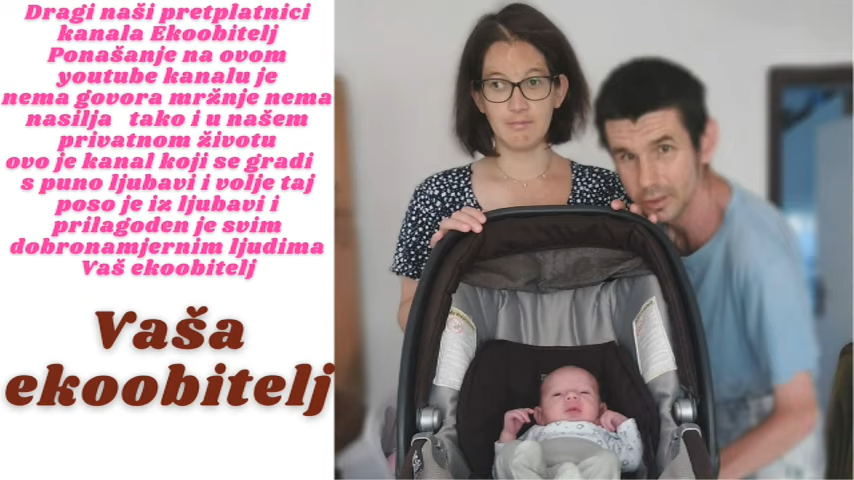 Dragi naši pretplatnici
kanala Ekoobitelj
Ponašanje na ovom
youtube kanalu je
nema govora mržnje nema
nasilja tako i u našem
privatnom životu
ovo je kanal koji se gradi
s puno ljubavi i volje taj
poso je iz ljubavi i
prilagođen je svim
dobronamjernim ljudima
Vaš ekoobitelj
Vaša
ekoobitelj